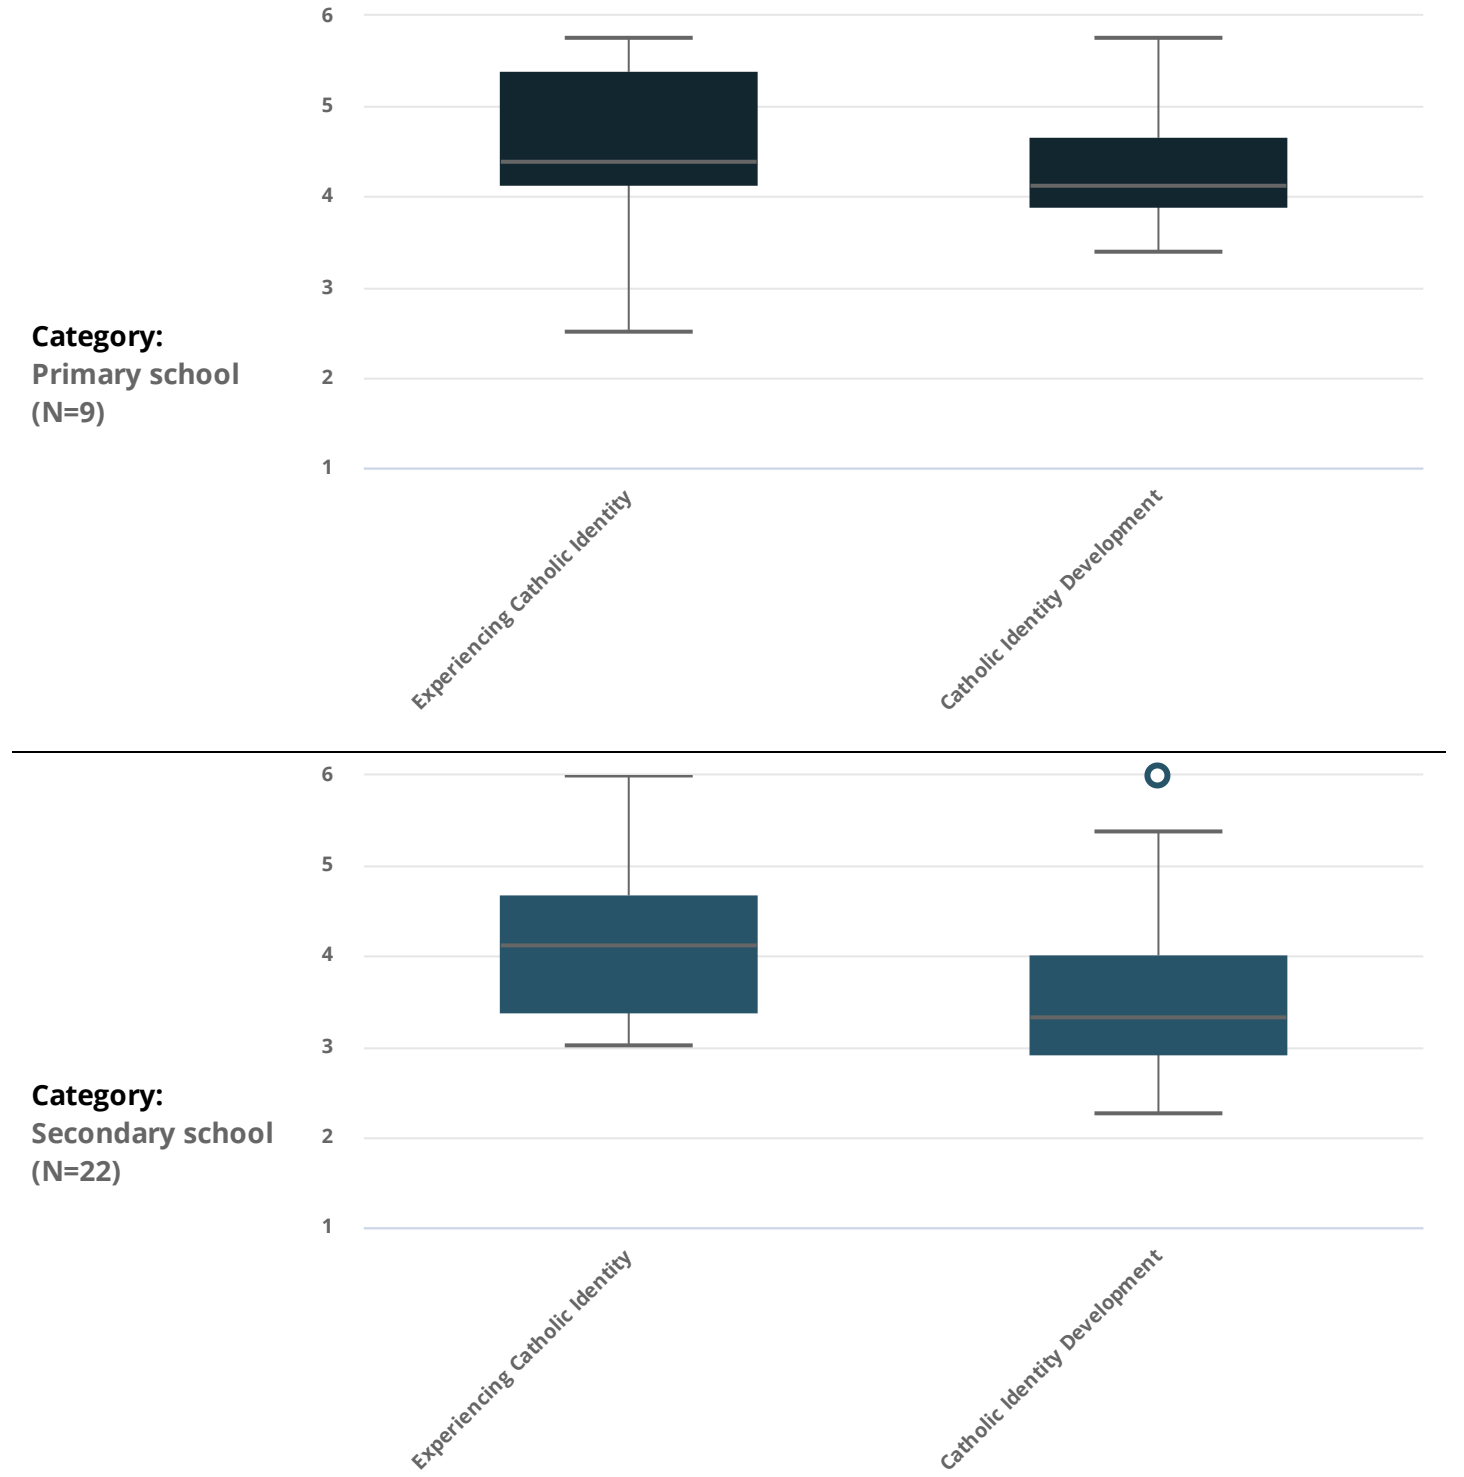 6
5
4
3
2
1
Category:
Primary school
(N=9)
Experiencing Catholic Identity
Catholic Identity Development
6
5
4
3
2
1
Category:
Secondary school
(N=22)
Experiencing Catholic Identity
Catholic Identity Development